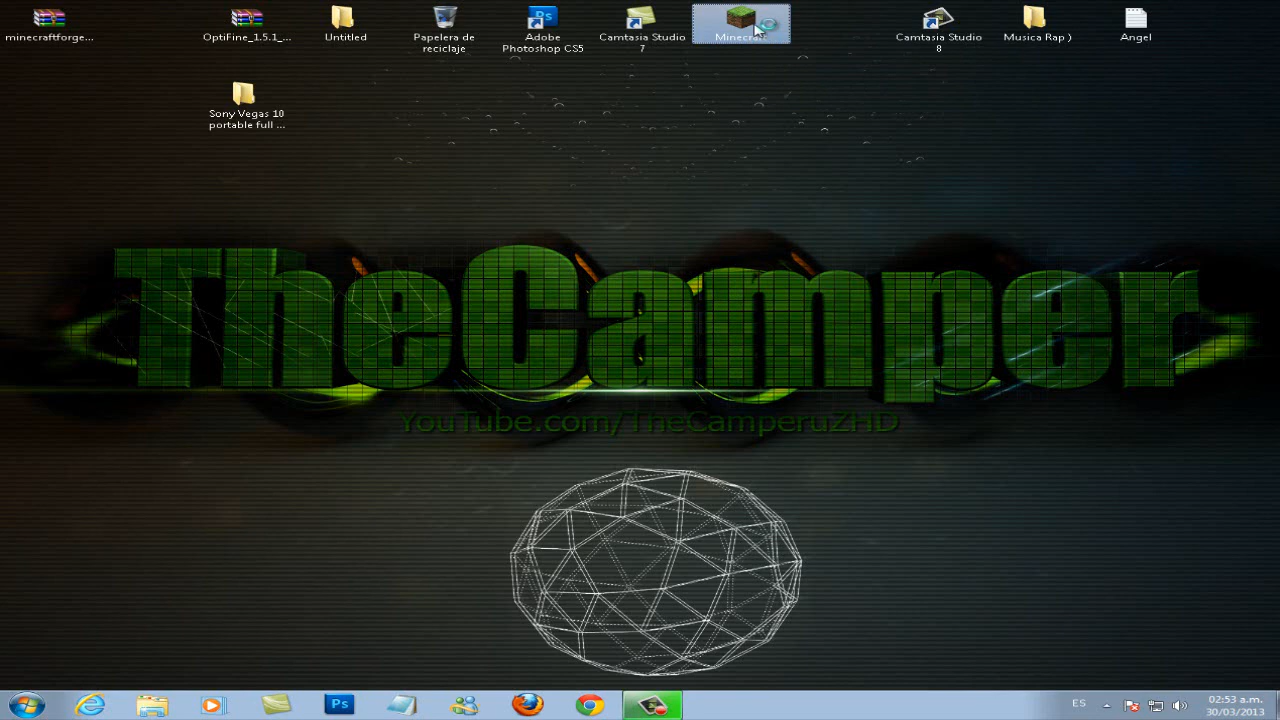 minecraftforge...
OptiFine_1.5.1_...
Untitled
Papelera de
reciclaje
Adobe
Photoshop CS5
Camtasia Studio
7
Minecraft
Camtasia Studio
8
Musica Rap )
Angel
Sony Vegas 10
portable full ...
TheCamper
YouTube.com/TheCamperuZHD
Ps
ES
02:53 a.m.
30/03/2013